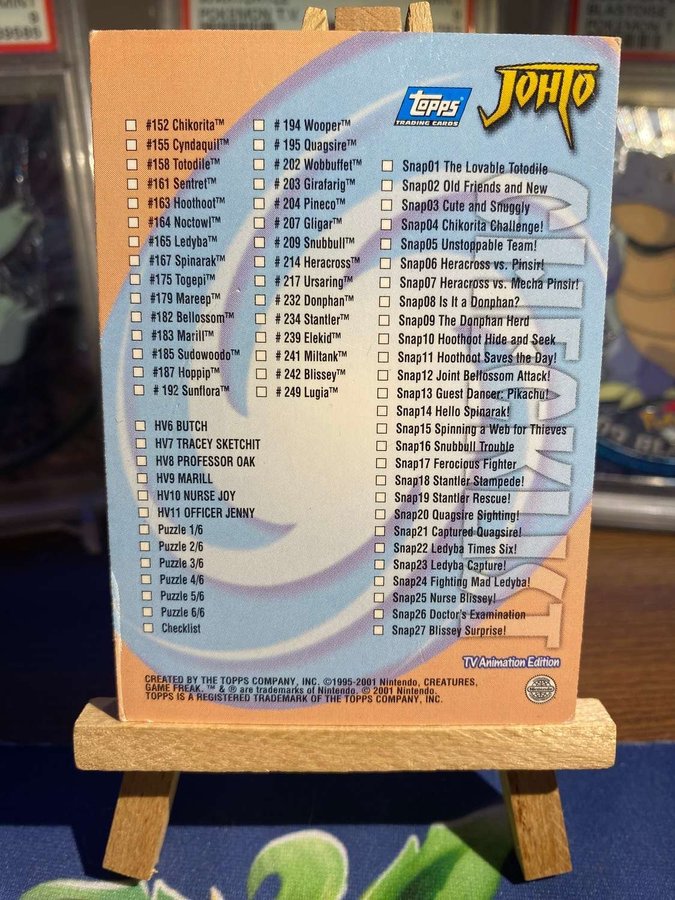 BLASTOISE
TOPPS
TRADING CARDS
JOHTO
#152 Chikorita™
#155 Cyndaquil™
#158 Totodile™
#161 Sentret™
#163 Hoothoot™
#164 Noctowl™
#165 Ledyba™
#167 Spinarak™
#175 Togepi™
#179 Mareep™
#182 Bellossom™
#183 Marill™
#185 Sudowoodo™
#187 Hoppip™
# 192 Sunflora™
# 194 Wooper™
# 195 Quagsire™
# 202 Wobbuffet™
# 203 Girafarig™
# 204 Pineco™
# 207 Gligar™
# 209 Snubbull™
# 214 Heracross™
# 217 Ursaring™
# 232 Donphan™
# 234 Stantler™
# 239 Elekid™
# 241 Miltank™
# 242 Blissey™
# 249 Lugia™
HV6 BUTCH
HV7 TRACEY SKETCHIT
HV8 PROFESSOR OAK
HV9 MARILL
HV10 NURSE JOY
HV11 OFFICER JENNY
Puzzle 1/6
Puzzle 2/6
Puzzle 3/6
Puzzle 4/6
Puzzle 5/6
Puzzle 6/6
Checklist
Snap01 The Lovable Totodile
Snap02 Old Friends and New
Snap03 Cute and Snuggly
Snap04 Chikorita Challenge!
Snap05 Unstoppable Team!
Snap06 Heracross vs. Pinsir!
Snap07 Heracross vs. Mecha Pinsir!
Snap08 Is It a Donphan?
Snap09 The Donphan Herd
Snap10 Hoothoot Hide and Seek
Snap11 Hoothoot Saves the Day!
Snap12 Joint Bellossom Attack!
Snap13 Guest Dancer: Pikachu!
Snap14 Hello Spinarak!
Snap15 Spinning a Web for Thieves
Snap16 Snubbull Trouble
Snap17 Ferocious Fighter
Snap18 Stantler Stampede!
Snap19 Stantler Rescue!
Snap20 Quagsire Sighting!
Snap21 Captured Quagsire!
Snap22 Ledyba Times Six!
Snap23 Ledyba Capture!
Snap24 Fighting Mad Ledyba!
Snap25 Nurse Blissey!
Snap26 Doctor's Examination
Snap27 Blissey Surprise!
CHECKLIST
TV Animation Edition
CREATED BY THE TOPPS COMPANY, INC. ©1995-2001 Nintendo, CREATURES,
GAME FREAK. ™ & ® are trademarks of Nintendo. © 2001 Nintendo.
TOPPS IS A REGISTERED TRADEMARK OF THE TOPPS COMPANY, INC.